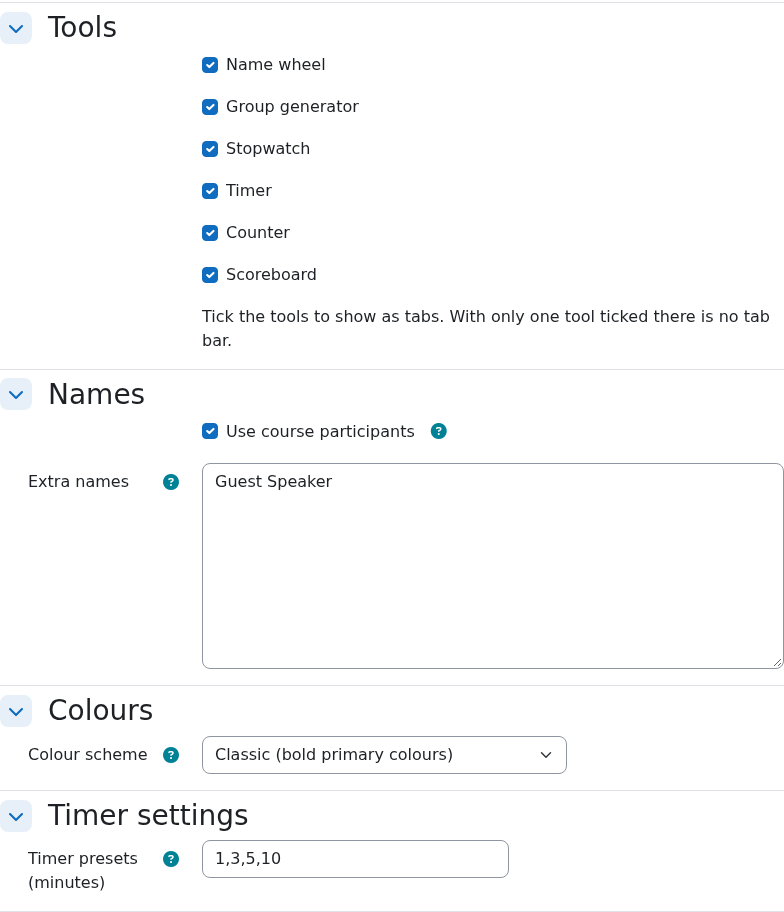 Tools
Name wheel
Group generator
Stopwatch
Timer
Counter
Scoreboard
Tick the tools to show as tabs. With only one tool ticked there is no tab
bar.
Names
Use course participants ?
Extra names ?
Guest Speaker
Colours
Colour scheme ?
Classic (bold primary colours)
Timer settings
Timer presets ?
(minutes)
1,3,5,10